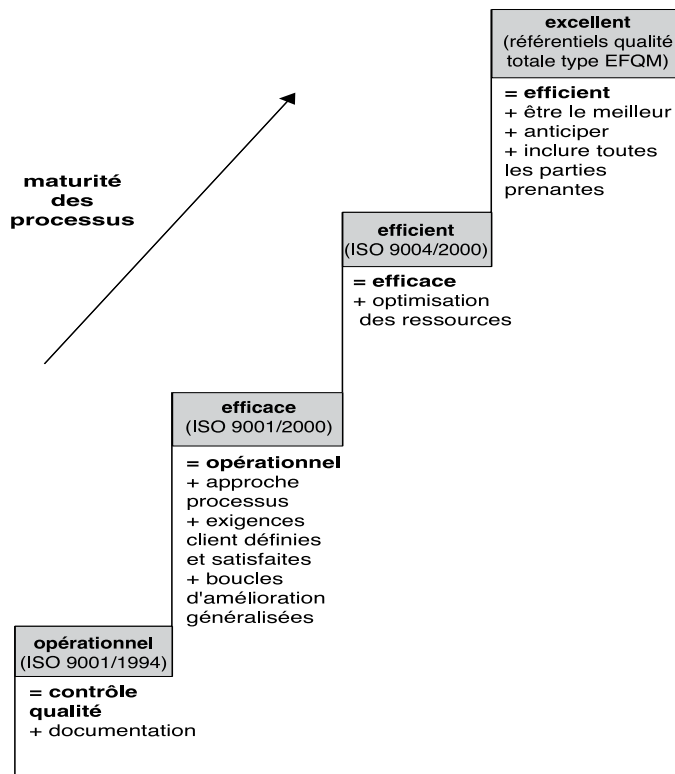 excellent
(référentiels qualité
totale type EFQM)
= efficient
+ être le meilleur
+ anticiper
+ inclure toutes
les parties
prenantes
maturité
des
processus
efficient
(ISO 9004/2000)
= efficace
+ optimisation
des ressources
efficace
(ISO 9001/2000)
= opérationnel
+ approche
processus
+ exigences
client définies
et satisfaites
+ boucles
d'amélioration
généralisées
opérationnel
(ISO 9001/1994)
= contrôle
qualité
+ documentation